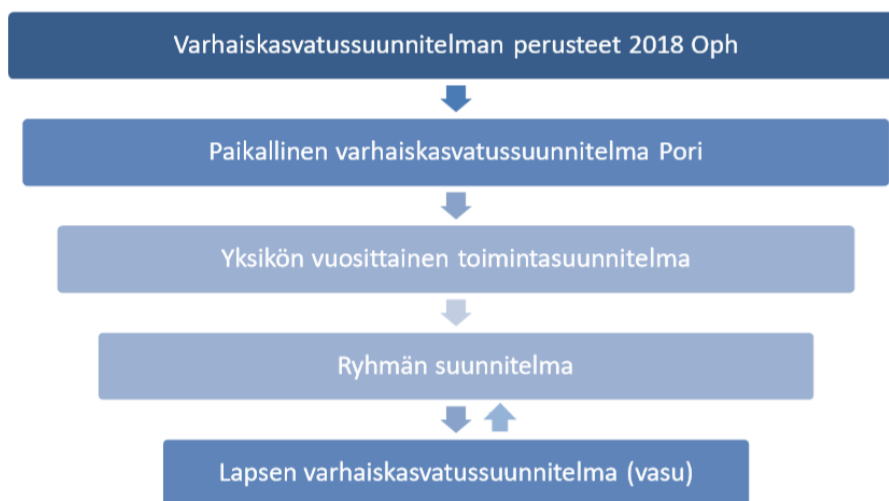 Varhaiskasvatussuunnitelman perusteet 2018 Oph
Paikallinen varhaiskasvatussuunnitelma Pori
Yksikön vuosittainen toimintasuunnitelma
Ryhmän suunnitelma
Lapsen varhaiskasvatussuunnitelma (vasu)